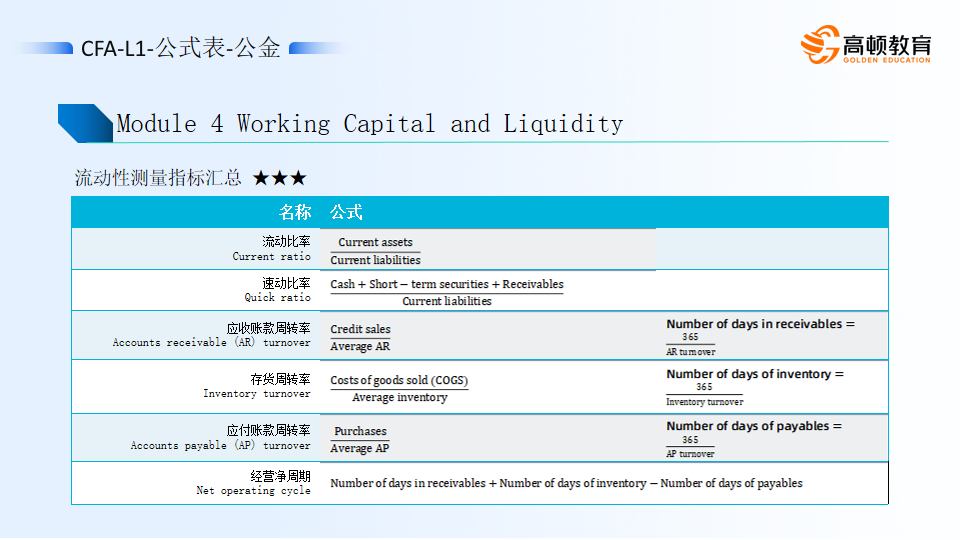 CFA-L1-公式表-公金
高顿教育
GOLDEN EDUCATION
Module 4 Working Capital and Liquidity
流动性测量指标汇总 ★★★
名称 公式
流动比率
Current ratio
Current assets
Current liabilities
速动比率
Quick ratio
Cash + Short − term securities + Receivables
Current liabilities
应收账款周转率
Accounts receivable (AR) turnover
Credit sales
Average AR
Number of days in receivables =
365
AR turnover
存货周转率
Inventory turnover
Costs of goods sold (COGS)
Average inventory
Number of days of inventory =
365
Inventory turnover
应付账款周转率
Accounts payable (AP) turnover
Purchases
Average AP
Number of days of payables =
365
AP turnover
经营净周期
Net operating cycle
Number of days in receivables + Number of days of inventory − Number of days of payables